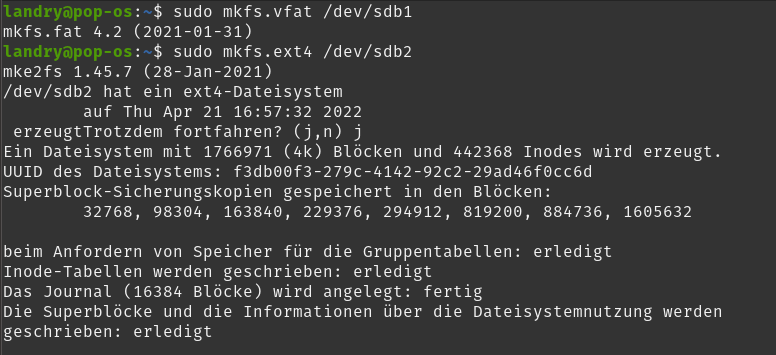 landry@pop-os:~$ sudo mkfs.vfat /dev/sdb1
mkfs.fat 4.2 (2021-01-31)
landry@pop-os:~$ sudo mkfs.ext4 /dev/sdb2
mke2fs 1.45.7 (28-Jan-2021)
/dev/sdb2 hat ein ext4-Dateisystem
        auf Thu Apr 21 16:57:32 2022
 erzeugtTrotzdem fortfahren? (j,n) j
Ein Dateisystem mit 1766971 (4k) Blöcken und 442368 Inodes wird erzeugt.
UUID des Dateisystems: f3db00f3-279c-4142-92c2-29ad46f0cc6d
Superblock-Sicherungskopien gespeichert in den Blöcken:
        32768, 98304, 163840, 229376, 294912, 819200, 884736, 1605632

beim Anfordern von Speicher für die Gruppentabellen: erledigt
Inode-Tabellen werden geschrieben: erledigt
Das Journal (16384 Blöcke) wird angelegt: fertig
Die Superblöcke und die Informationen über die Dateisystemnutzung werden
geschrieben: erledigt